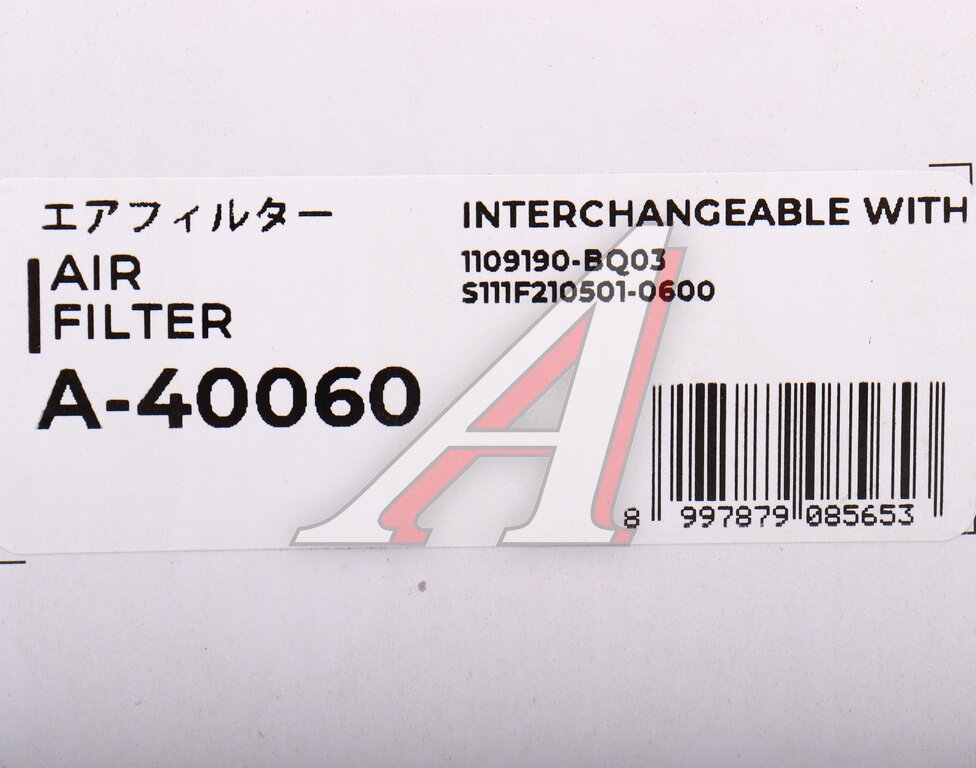 エアフィルター
AIR
FILTER
A-40060
INTERCHANGEABLE WITH
1109190-BQ03
S111F210501-0600
8 997879 085653